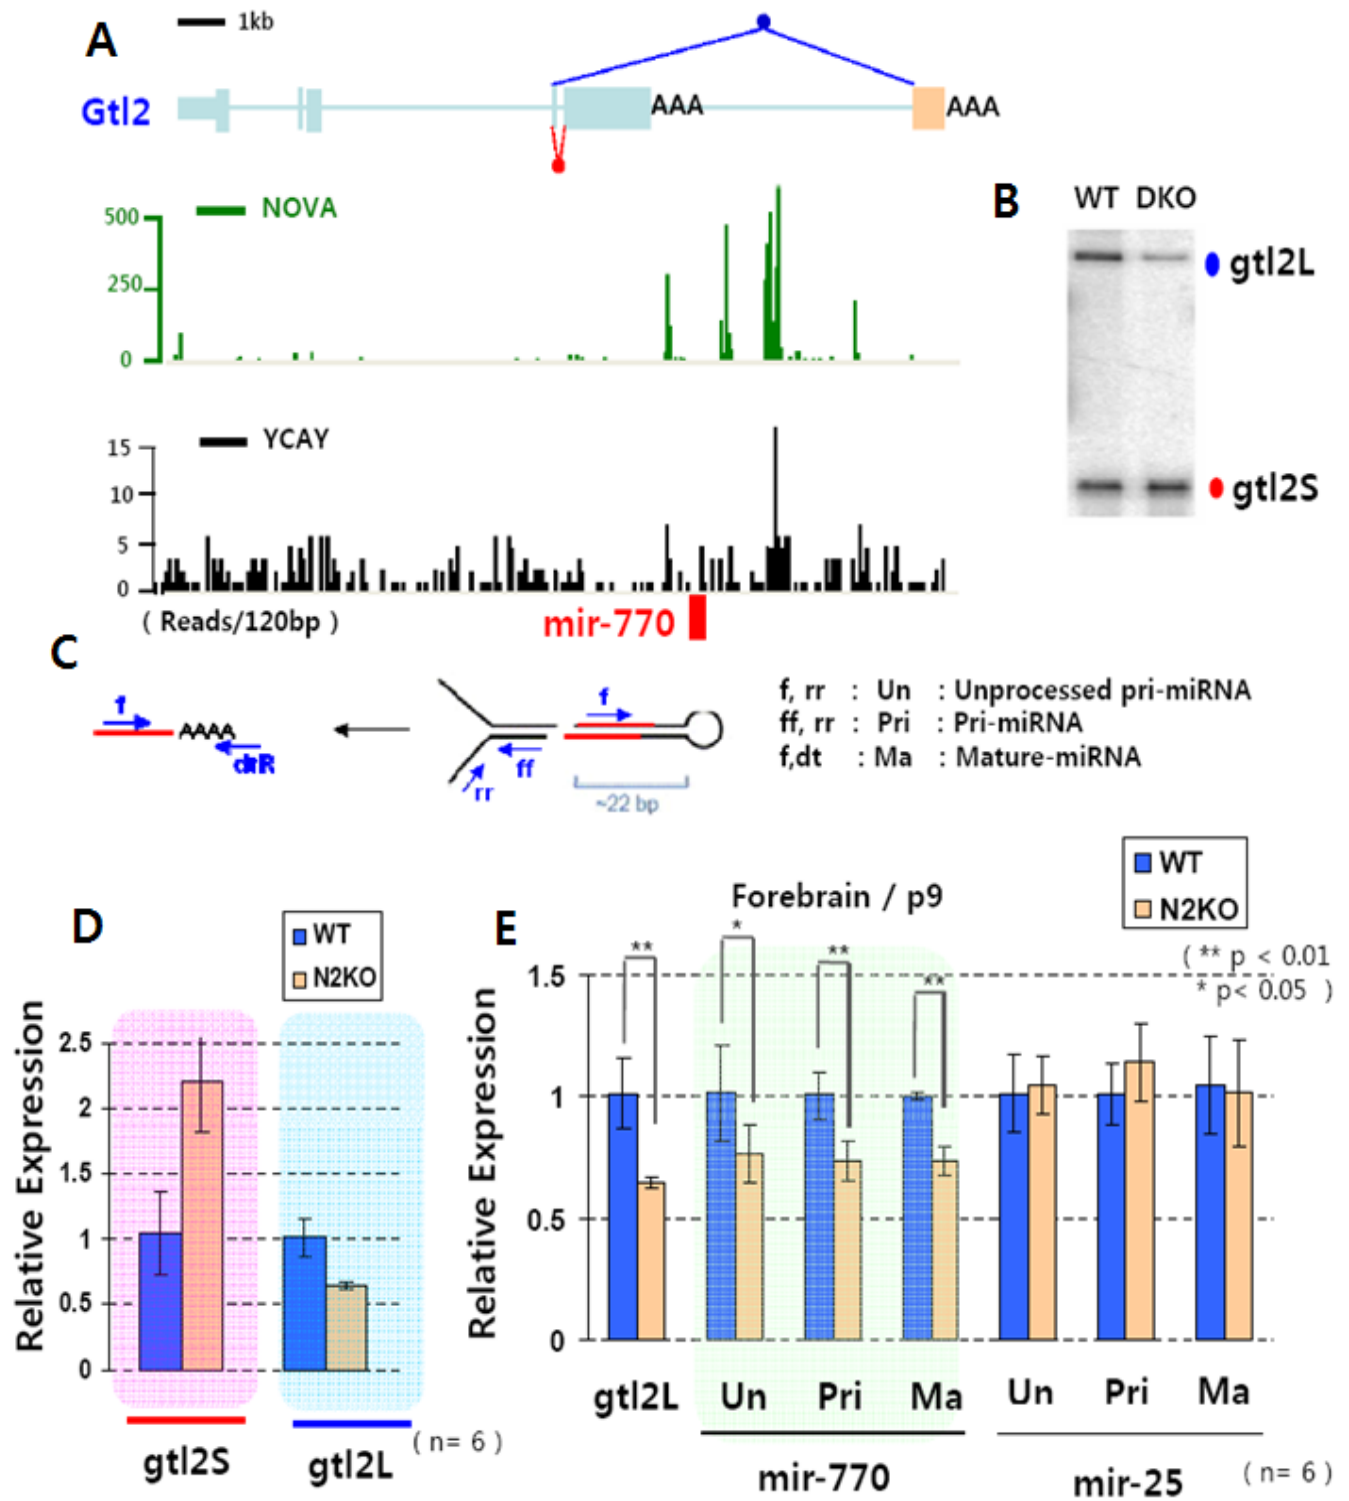 A
1kb
Gtl2
AAA
AAA
NOVA
500
250
0
B
WT DKO
gtl2L
gtl2S
YCAY
15
10
5
0
( Reads/120bp )
mir-770
C
f
AAAA
f
ff
rr
~22 bp
f, rr : Un : Unprocessed pri-miRNA
ff, rr : Pri : Pri-miRNA
f,dt : Ma : Mature-miRNA
D
WT
N2KO
Relative Expression
2.5
2
1.5
1
0.5
0
gtl2S
gtl2L
( n= 6 )
E
Forebrain / p9
WT
N2KO
( ** p < 0.01
* p< 0.05 )
Relative Expression
1.5
1
0.5
0
**
*
**
**
gtl2L
Un
Pri
Ma
Un
Pri
Ma
mir-770
mir-25
( n= 6 )